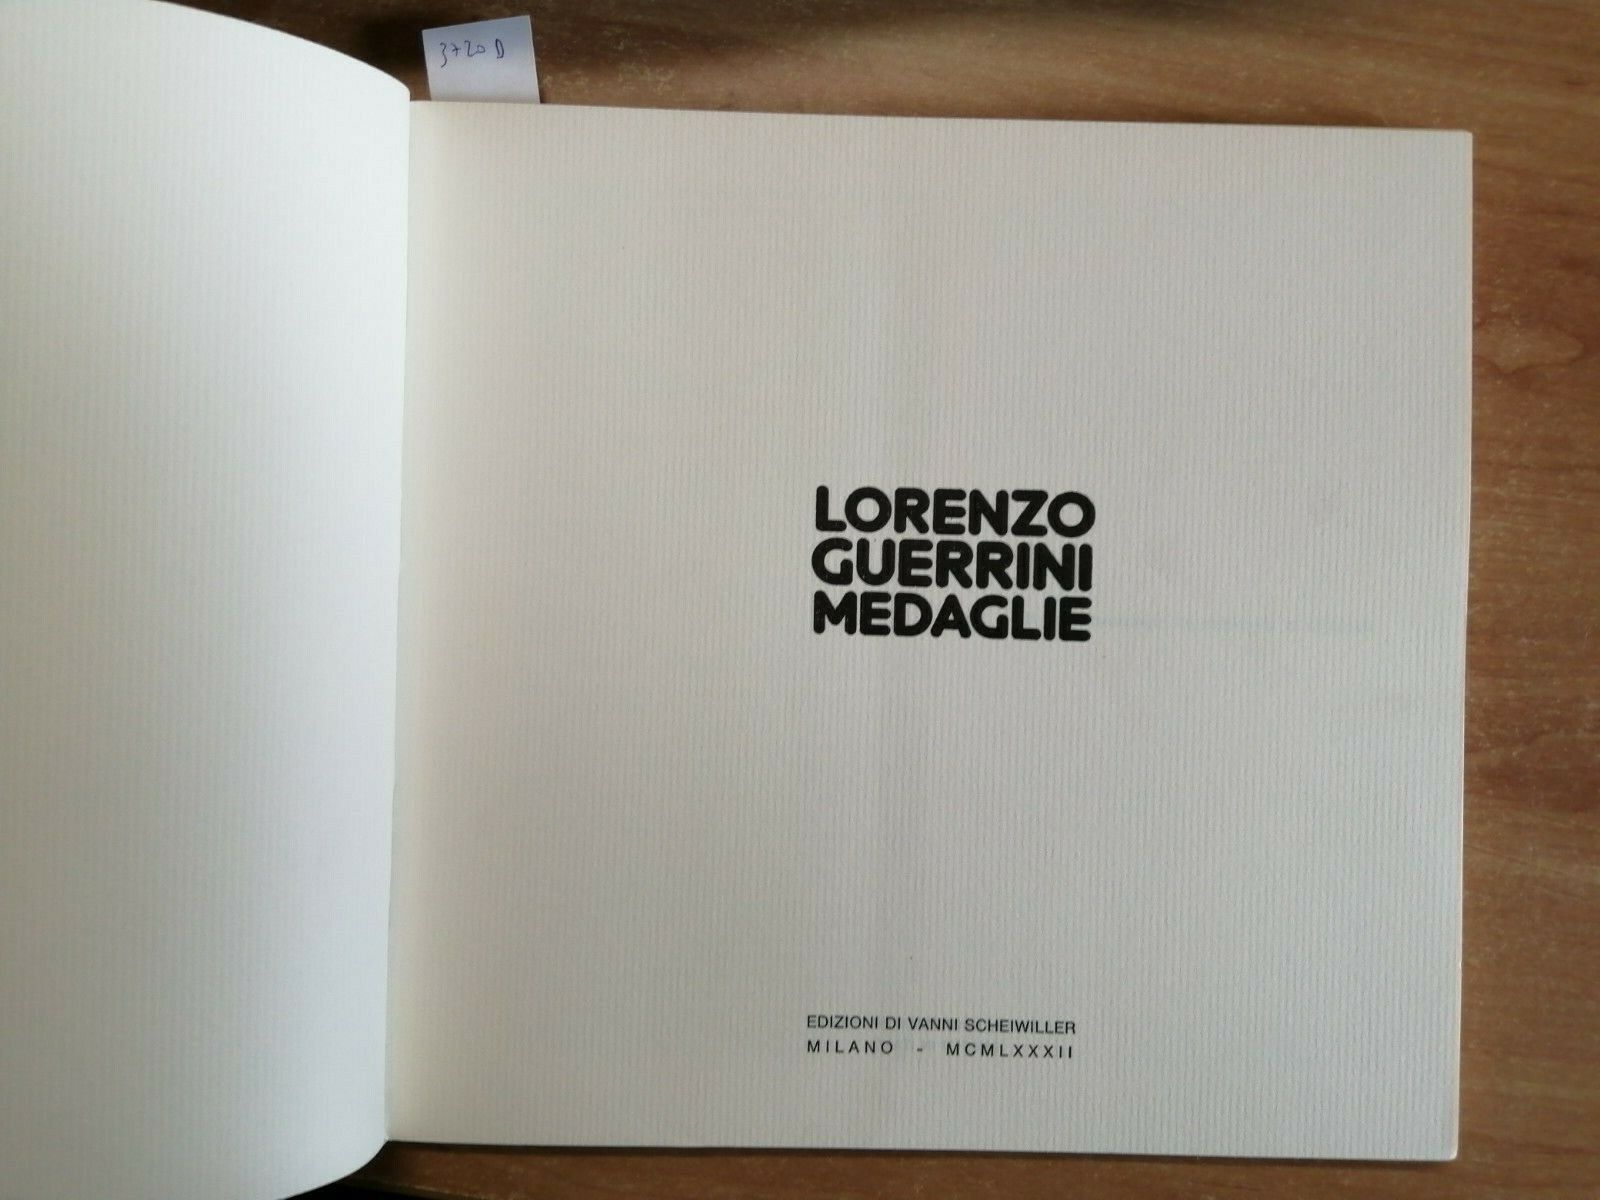 3720 D
LORENZO
GUERRINI
MEDAGLIE
EDIZIONI DI VANNI SCHEIWILLER
MILANO - MCMLXXXII